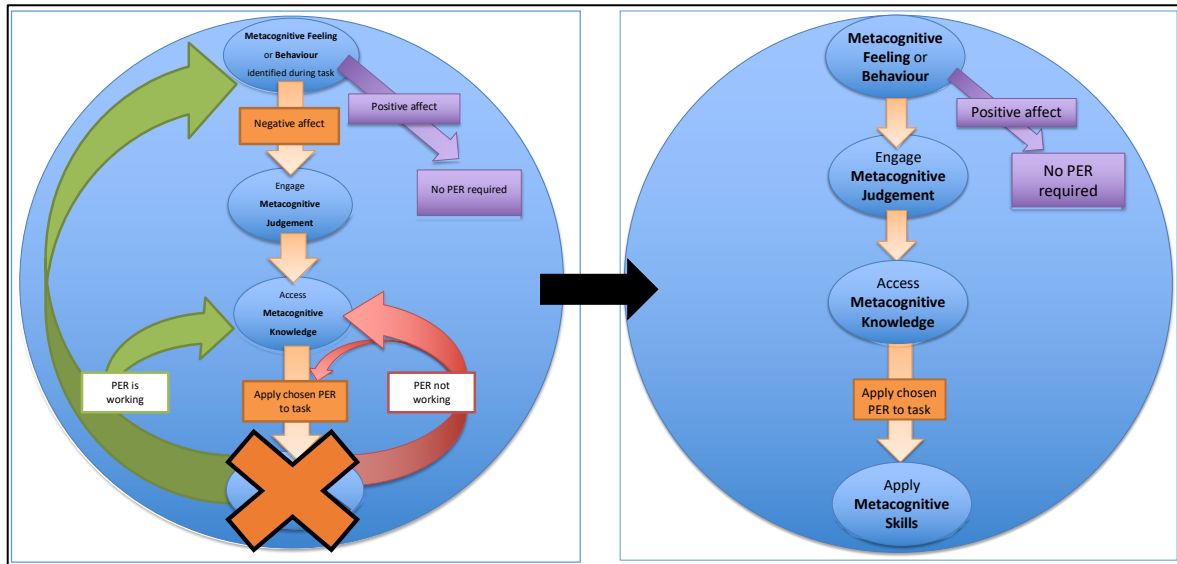 Metacognitive Feeling
or Behaviour
identified during task
Positive affect
Negative affect
No PER required
Engage
Metacognitive
Judgement
Access
Metacognitive
Knowledge
PER is
working
Apply chosen PER
to task
PER not
working
Metacognitive
Feeling or
Behaviour
Positive affect
No PER
required
Engage
Metacognitive
Judgement
Access
Metacognitive
Knowledge
Apply chosen
PER to task
Apply
Metacognitive
Skills